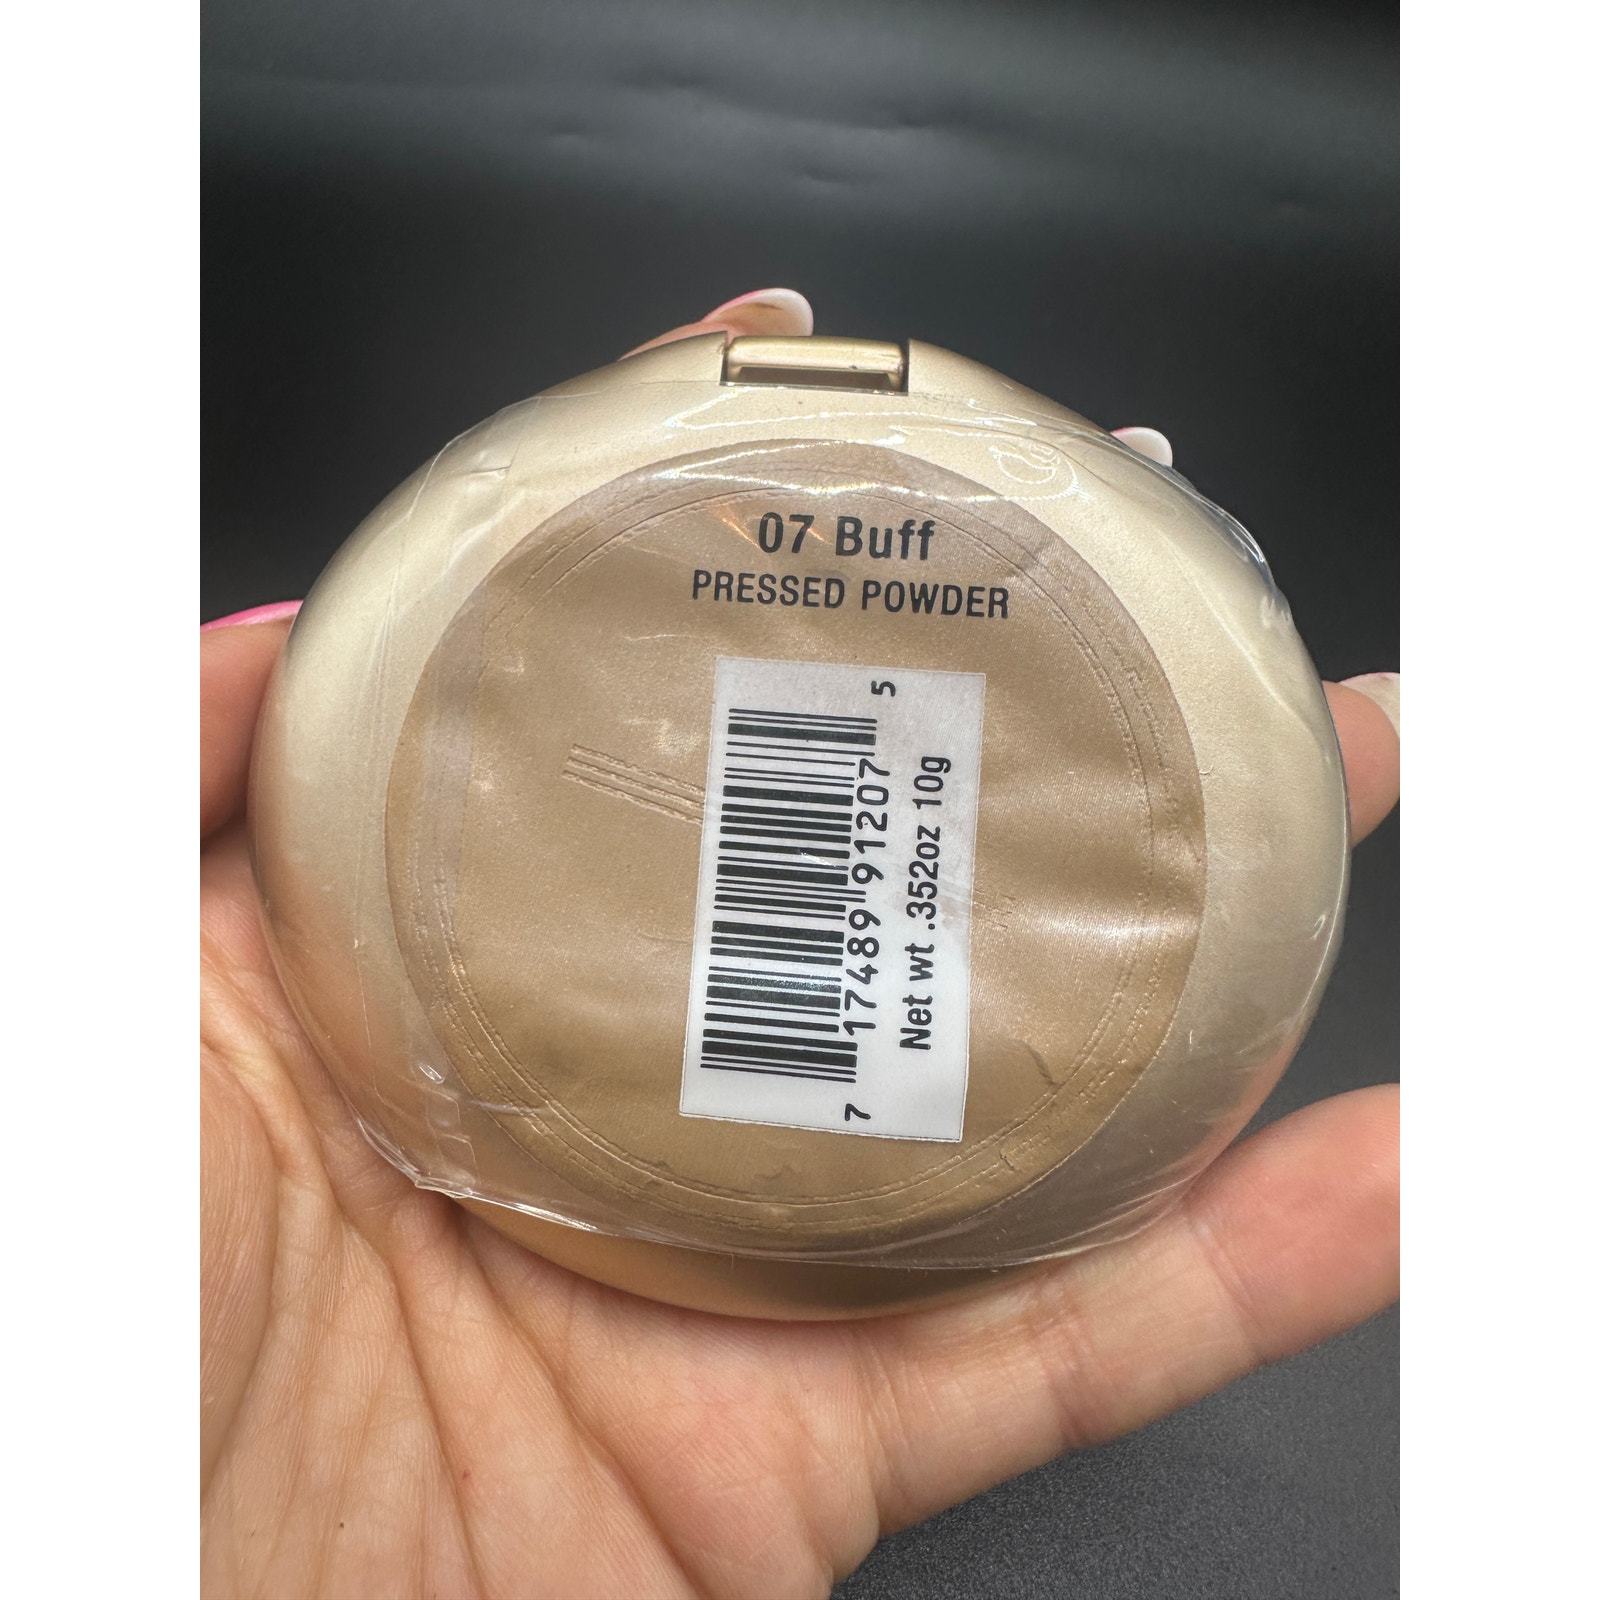 07 Buff
PRESSED POWDER
7 17489 91207 5
Net wt .352oz 10g